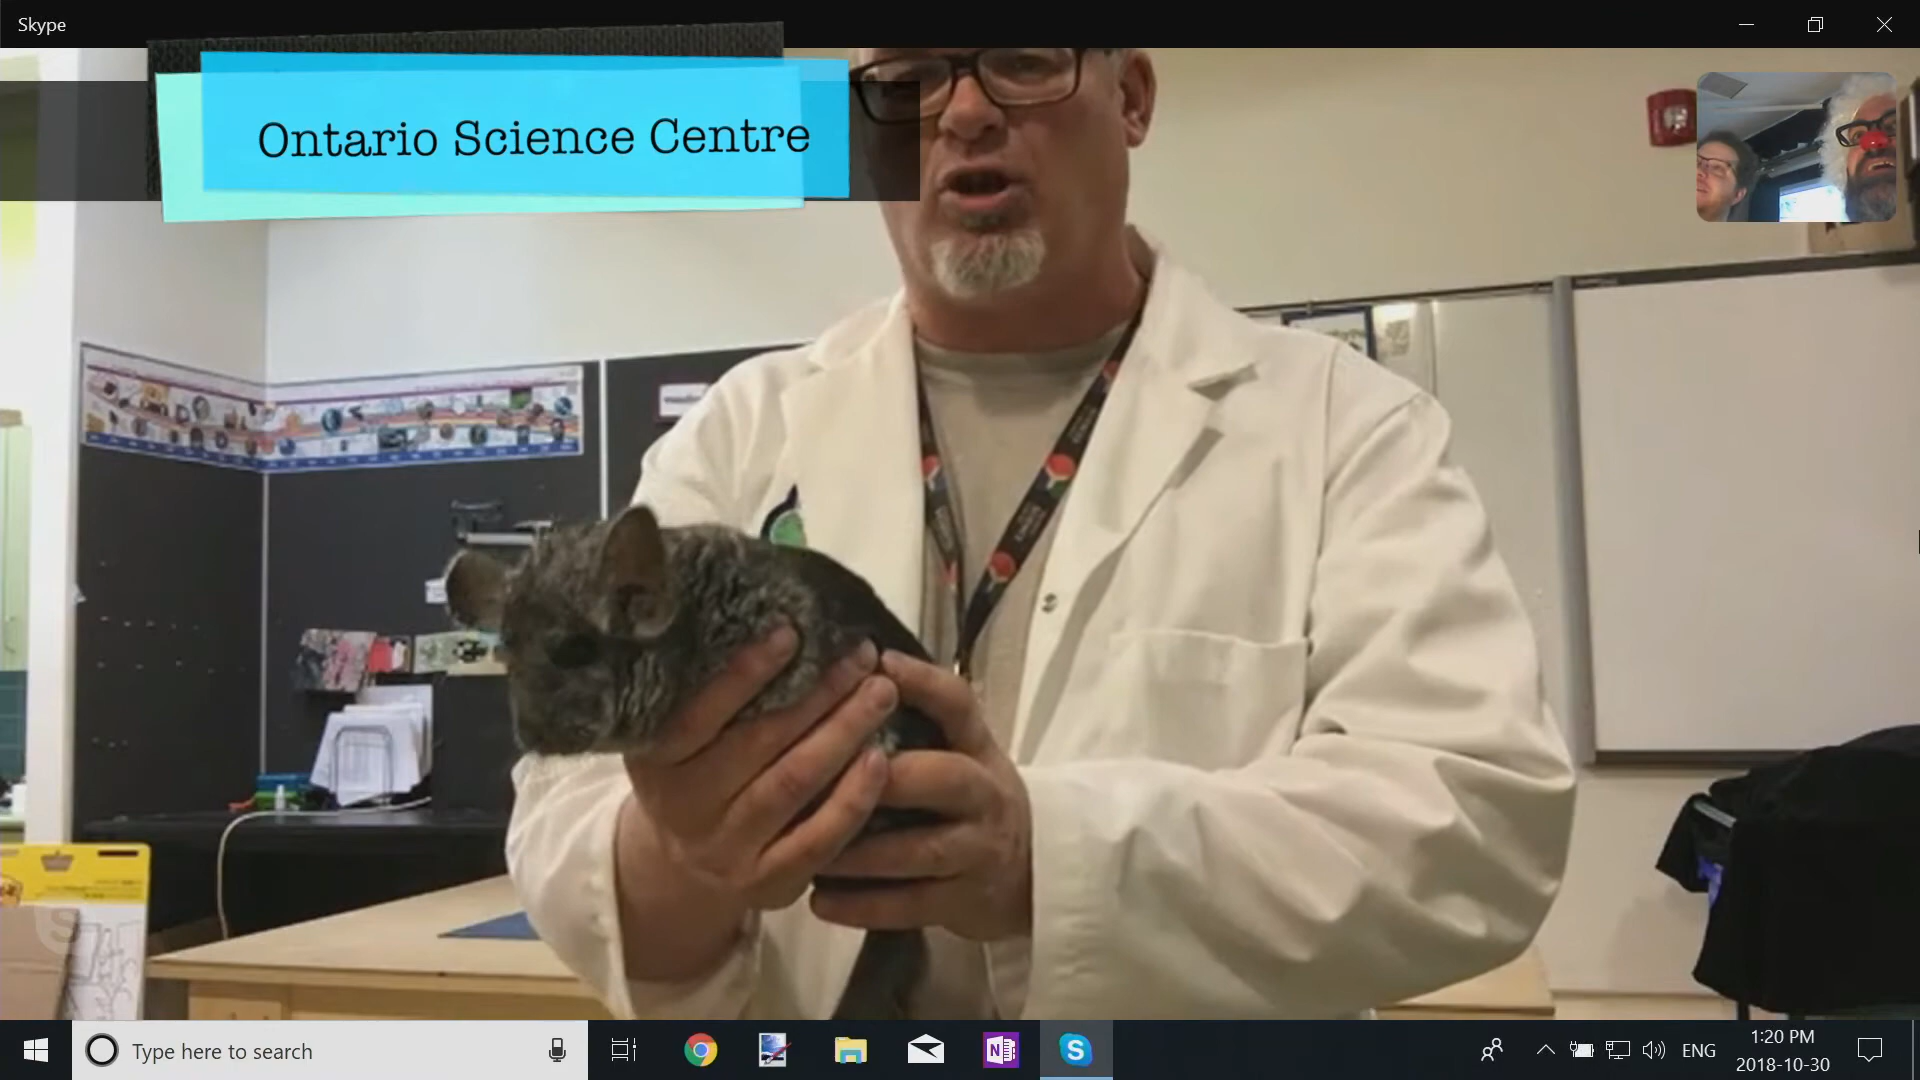 Skype
Ontario Science Centre
Type here to search
ENG
1:20 PM
2018-10-30